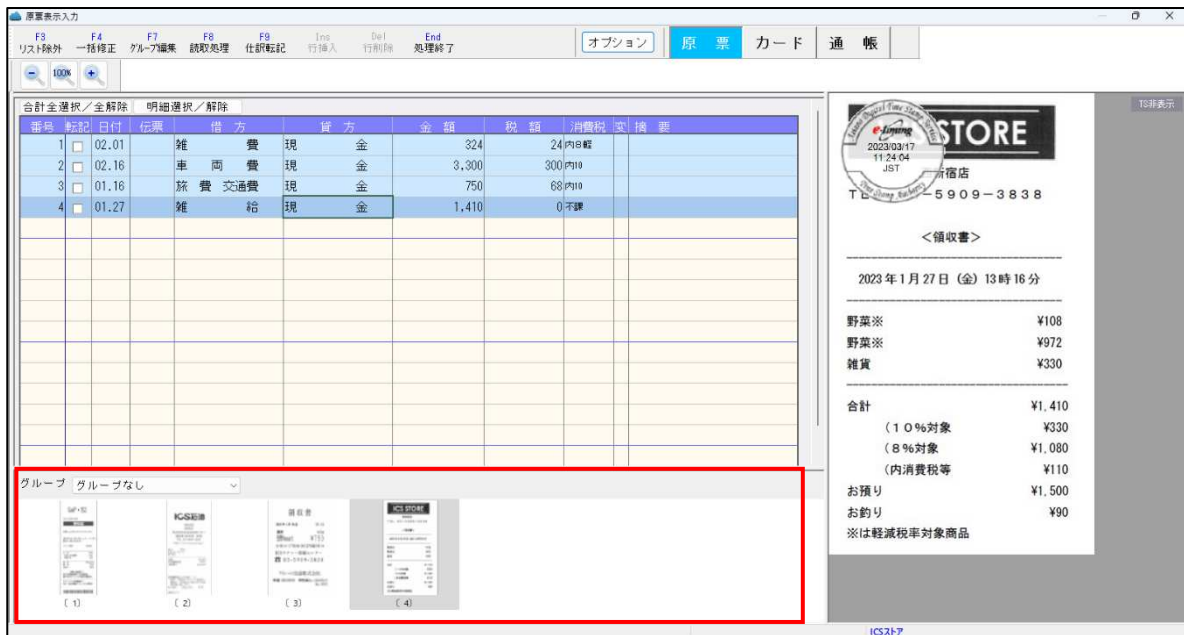 原票表示入力
F3 F4 F7 F8 F9 Ins Del End
リスト除外 一括修正 グループ編集 読取処理 仕訳転記 行挿入 行削除 処理終了
オプション 原 票 カード 通 帳
100%
合計全選択／全解除 明細選択／解除
番号 転記 日付 伝票 借 方 貸 方 金 額 税 額 消費税 変 摘 要
1 02.01 雑 費 現 金 324 24 内8軽
2 02.16 車 両 費 現 金 3,300 300 内10
3 01.16 旅 費 交通費 現 金 750 68 内10
4 01.27 雑 給 現 金 1,410 0 不課
グループ グループなし
ICS石油
領収書
ICS STORE
( 1) ( 2) ( 3) ( 4)
TS非表示
STORE
e-timing
2023/03/17
11:24:04
JST
宿店
-5909-3838
＜領収書＞
2023年1月27日（金）13時16分
野菜※ ¥108
野菜※ ¥972
雑貨 ¥330
合計 ¥1,410
（10%対象 ¥330
（8%対象 ¥1,080
（内消費税等 ¥110
お預り ¥1,500
お釣り ¥90
※は軽減税率対象商品
ICSストア